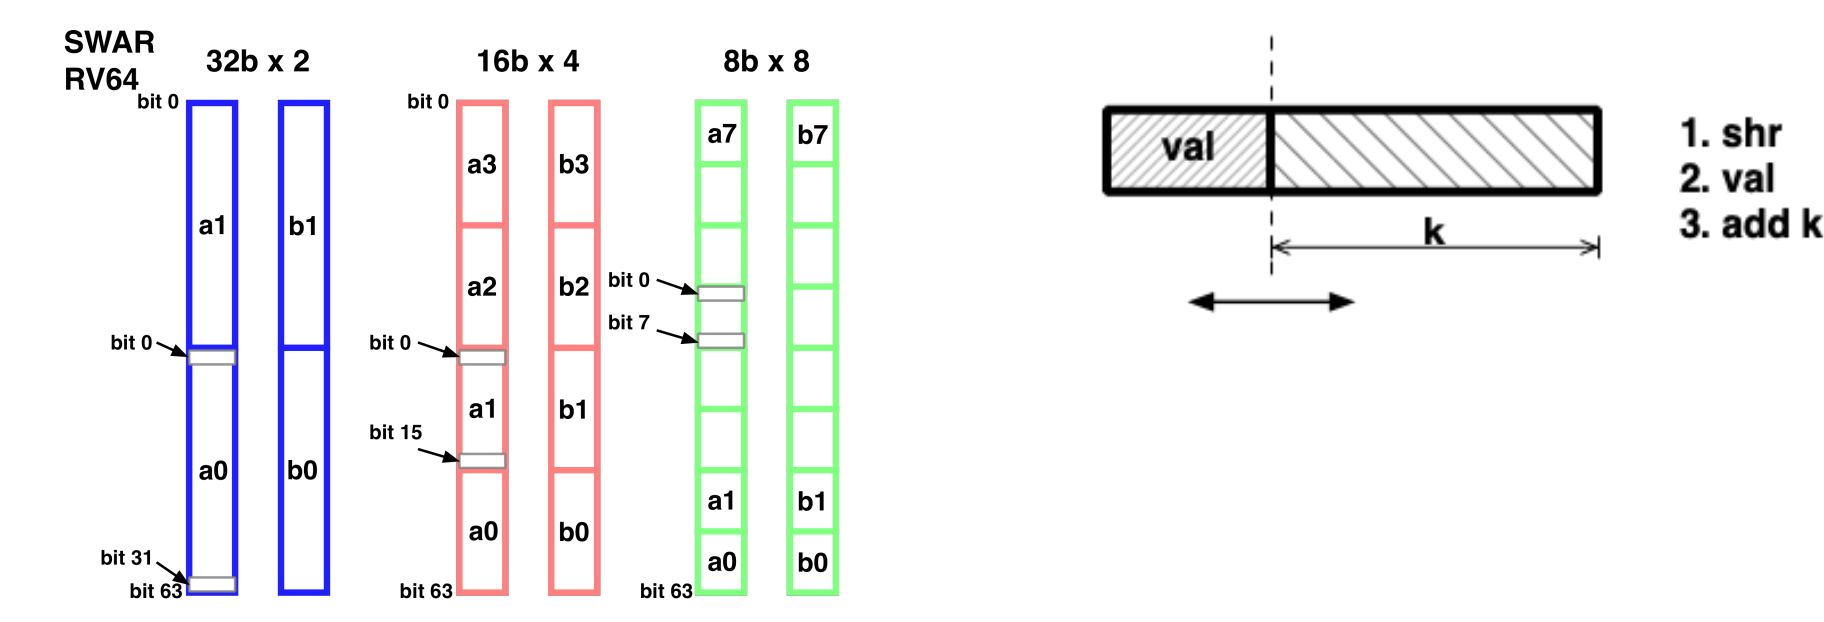 SWAR
RV64
32b x 2
16b x 4
8b x 8
bit 0
a1
b1
bit 0
a0
b0
bit 31
bit 63
bit 0
a3
b3
a2
b2
bit 0
a1
b1
bit 15
a0
b0
bit 63
a7
b7
bit 0
bit 7
a1
b1
a0
b0
bit 63
val
k
1. shr
2. val
3. add k